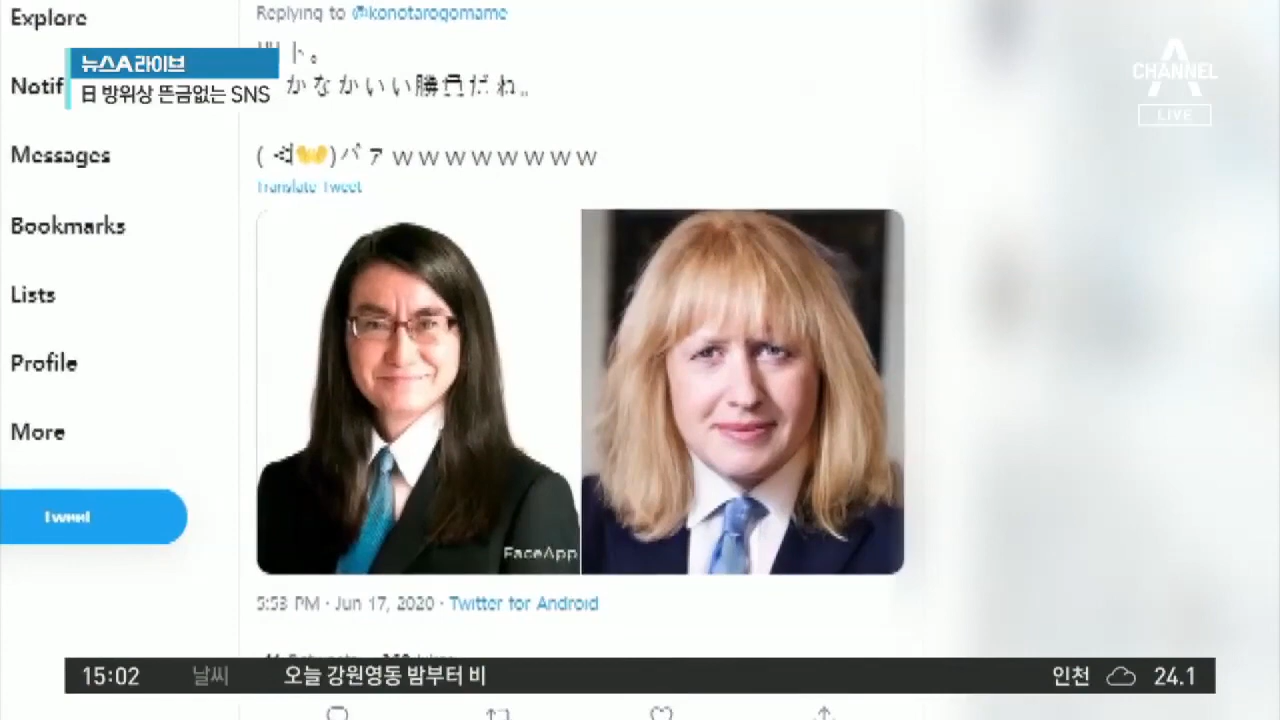 Explore
Replying to @konotarogomame
ト。
뉴스A 라이브
Notif
日 방위상 뜬금없는 SNS
かなかいい勝負だね。
CHANNEL A
LIVE
Messages
パァwwwwwwww
Translate Tweet
Bookmarks
Lists
Profile
More
Tweet
FaceApp
5:53 PM · Jun 17, 2020 · Twitter for Android
15:02 날씨 오늘 강원영동 밤부터 비 인천 24.1